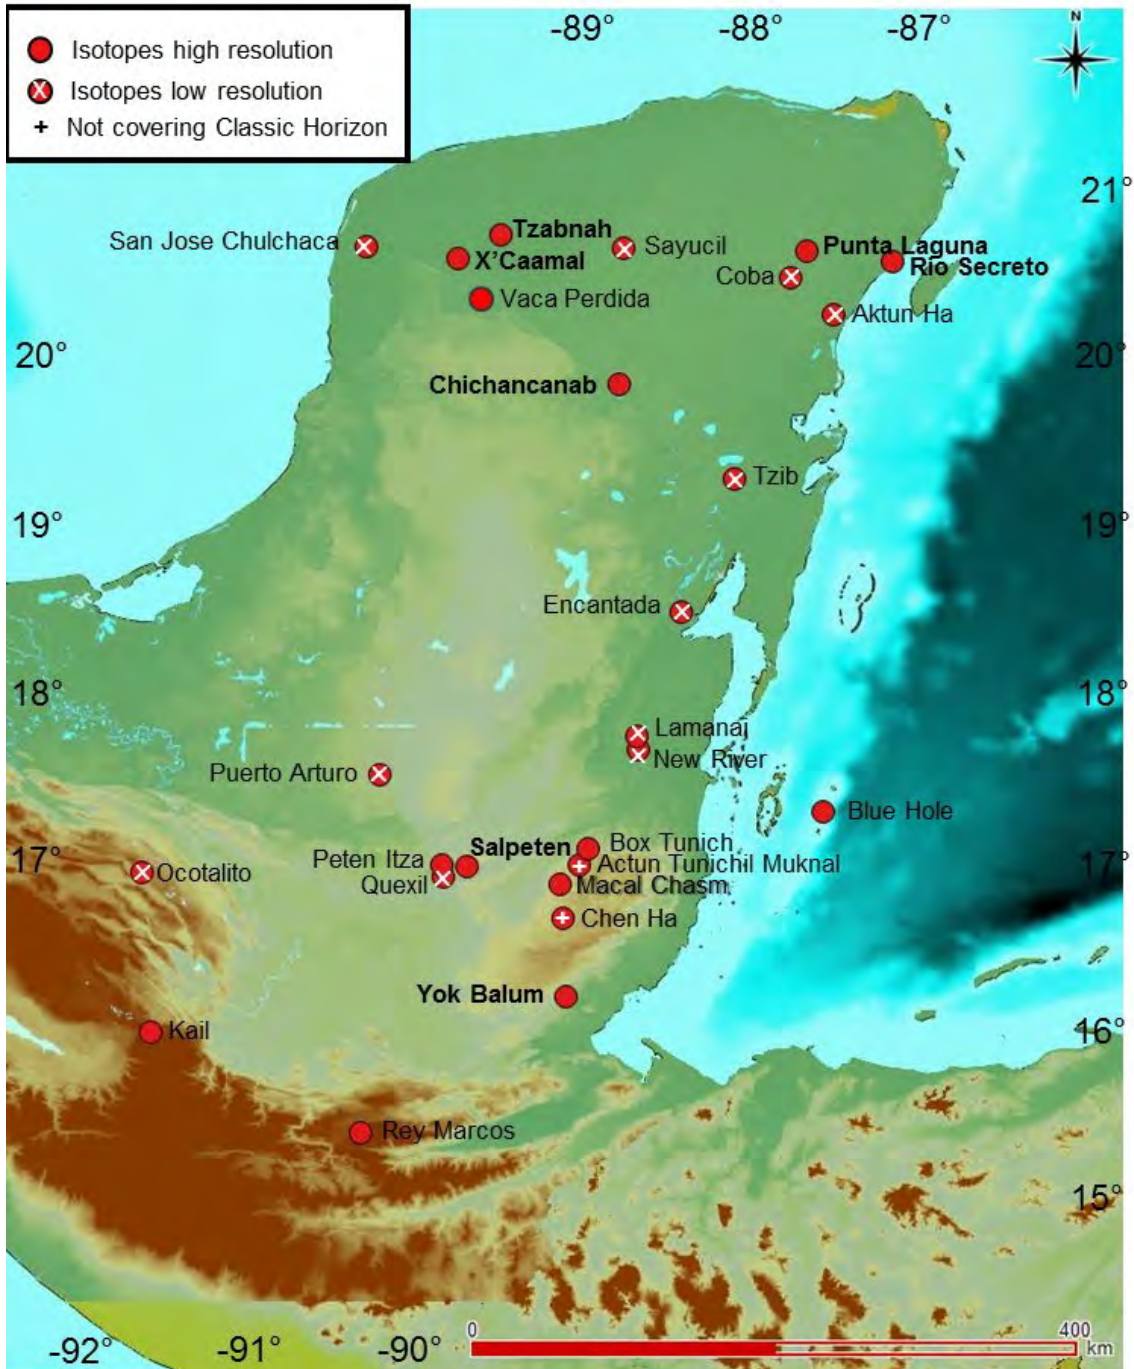 -89° -88° -87°
N
Isotopes high resolution
Isotopes low resolution
Not covering Classic Horizon
21°
San Jose Chulchaca
Tzabnah
X'Caamal
Sayucil
Punta Laguna
Rio Secreto
Coba
Vaca Perdida
Aktun Ha
20° 20°
Chichancanab
Tzib
19° 19°
Encantada
18° 18°
Lamanai
New River
Puerto Arturo
Blue Hole
17° 17°
Salpeten
Box Tunich
Peten Itza
Actun Tunichil Muknal
Ocotalito
Quexil
Macal Chasm
Chen Ha
Yok Balum
Kail
16°
Rey Marcos
15°
0 400
km
-92° -91° -90°